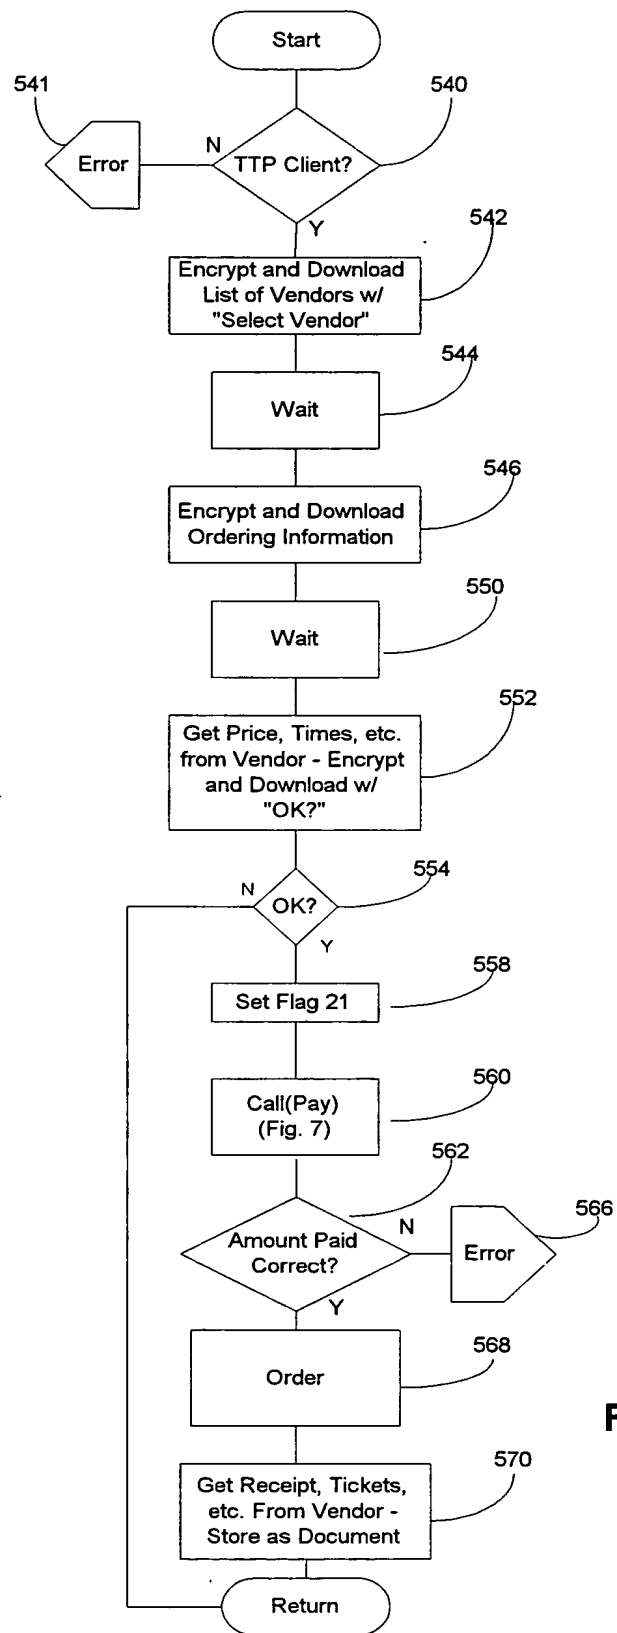 Start
541
540
N
Error
TTP Client?
Y
542
Encrypt and Download
List of Vendors w/
"Select Vendor"
544
Wait
546
Encrypt and Download
Ordering Information
550
Wait
552
Get Price, Times, etc.
from Vendor - Encrypt
and Download w/
"OK?"
554
N
OK?
Y
558
Set Flag 21
560
Call(Pay)
(Fig. 7)
562
566
N
Amount Paid
Correct?
Error
Y
568
Order
F
570
Get Receipt, Tickets,
etc. From Vendor -
Store as Document
Return